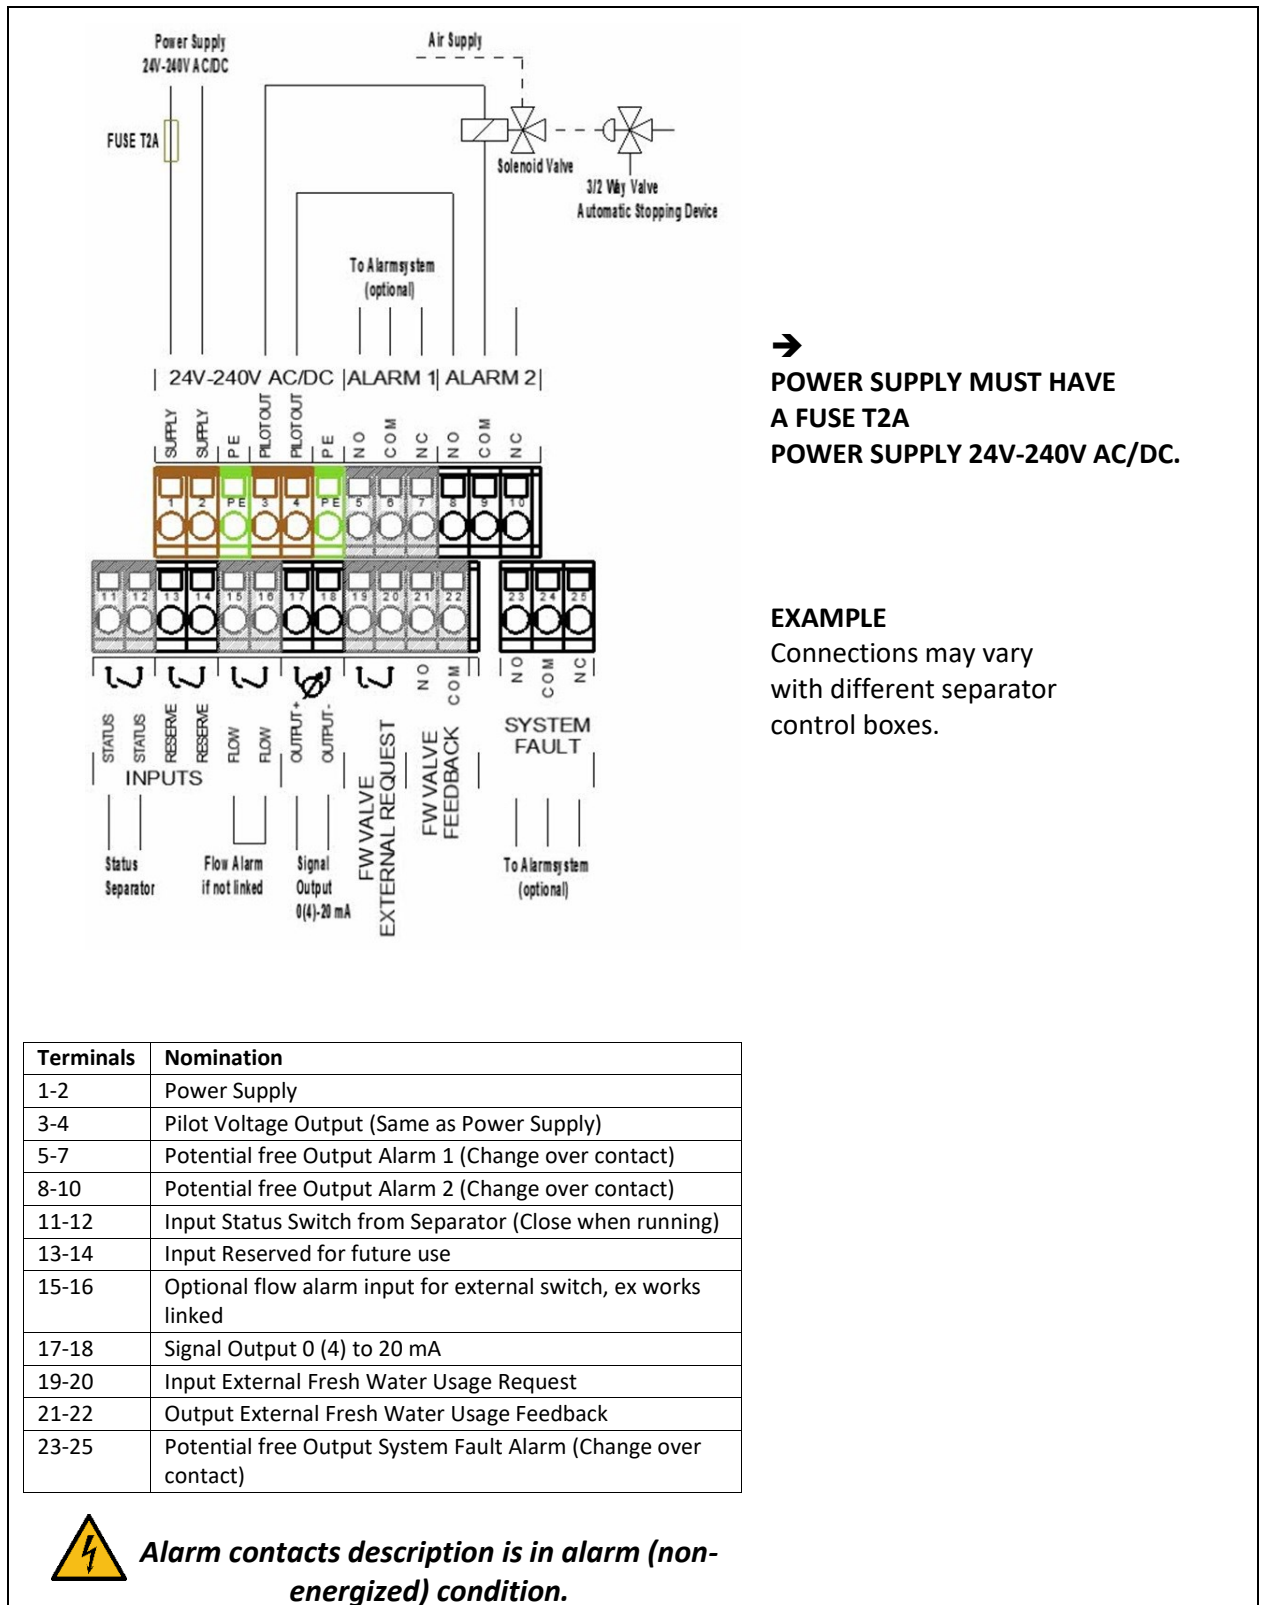 Power Supply
24V-240V AC/DC
Air Supply
FUSE T2A
Solenoid Valve
3/2 Way Valve
Automatic Stopping Device
To Alarmsystem
(optional)
24V-240V AC/DC ALARM 1 ALARM 2
SUPPLY SUPPLY PE PILOT OUT PILOT OUT PE NO COM NC NO COM NC
1 2 PE 3 4 PE 5 6 7 8 9 10
11 12 13 14 15 16 17 18 19 20 21 22 23 24 25
STATUS STATUS RESERVE RESERVE FLOW FLOW OUTPUT+ OUTPUT- NO COM NO COM NC
INPUTS
FW VALVE
EXTERNAL REQUEST
FW VALVE
FEEDBACK
SYSTEM
FAULT
Status
Separator
Flow Alarm
if not linked
Signal
Output
0(4)-20 mA
To Alarmsystem
(optional)
➔
POWER SUPPLY MUST HAVE
A FUSE T2A
POWER SUPPLY 24V-240V AC/DC.
EXAMPLE
Connections may vary
with different separator
control boxes.
Terminals Nomination
1-2 Power Supply
3-4 Pilot Voltage Output (Same as Power Supply)
5-7 Potential free Output Alarm 1 (Change over contact)
8-10 Potential free Output Alarm 2 (Change over contact)
11-12 Input Status Switch from Separator (Close when running)
13-14 Input Reserved for future use
15-16 Optional flow alarm input for external switch, ex works
linked
17-18 Signal Output 0 (4) to 20 mA
19-20 Input External Fresh Water Usage Request
21-22 Output External Fresh Water Usage Feedback
23-25 Potential free Output System Fault Alarm (Change over
contact)
Alarm contacts description is in alarm (non-
energized) condition.